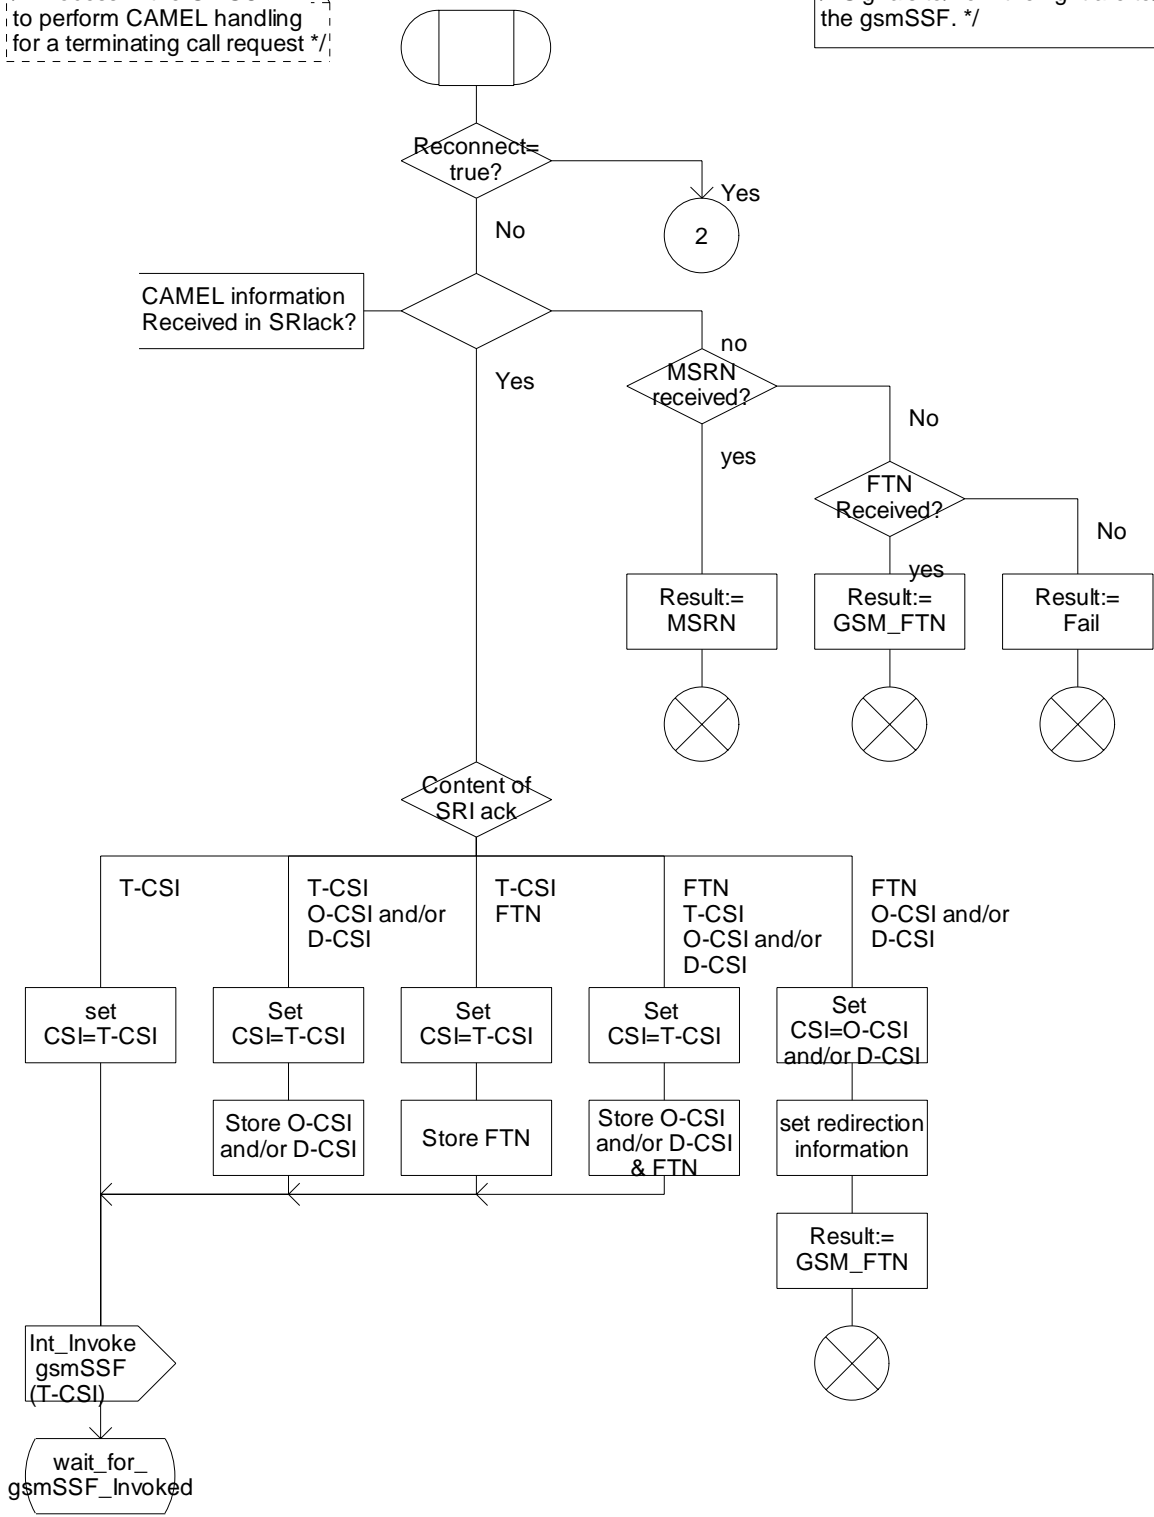 to perform CAMEL handling
for a terminating call request */
the gsmSSF. */
Reconnect=
true?
Yes
No
2
CAMEL information
Received in SRIack?
no
Yes
MSRN
received?
No
yes
FTN
Received?
No
yes
Result:=
MSRN
Result:=
GSM_FTN
Result:=
Fail
Content of
SRI ack
T-CSI
T-CSI
O-CSI and/or
D-CSI
T-CSI
FTN
FTN
T-CSI
O-CSI and/or
D-CSI
FTN
O-CSI and/or
D-CSI
set
CSI=T-CSI
Set
CSI=T-CSI
Set
CSI=T-CSI
Set
CSI=T-CSI
Set
CSI=O-CSI
and/or D-CSI
Store O-CSI
and/or D-CSI
Store FTN
Store O-CSI
and/or D-CSI
& FTN
set redirection
information
Result:=
GSM_FTN
Int_Invoke
gsmSSF
(T-CSI)
wait_for_
gsmSSF_Invoked